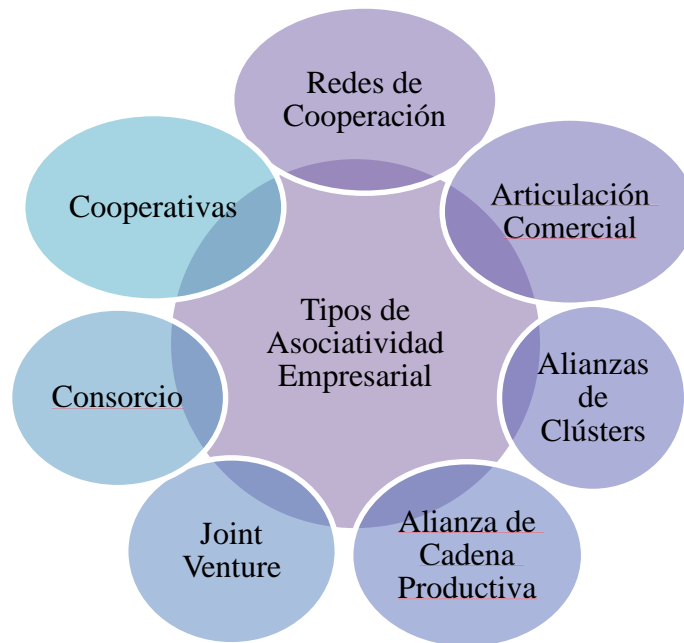 Redes de
Cooperación
Articulación
Comercial
Alianzas
de
Clústers
Alianza de
Cadena
Productiva
Joint
Venture
Consorcio
Cooperativas
Tipos de
Asociatividad
Empresarial